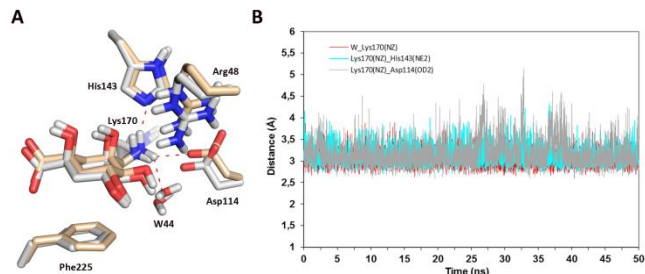 A
His143
Arg48
Lys170
Asp114
W44
Phe225
B
Distance (Å)
6
5,5
5
4,5
4
3,5
3
2,5
2
1,5
1
W_Lys170(NZ)
Lys170(NZ)_His143(NE2)
Lys170(NZ)_Asp114(OD2)
0 5 10 15 20 25 30 35 40 45 50
Time (ns)